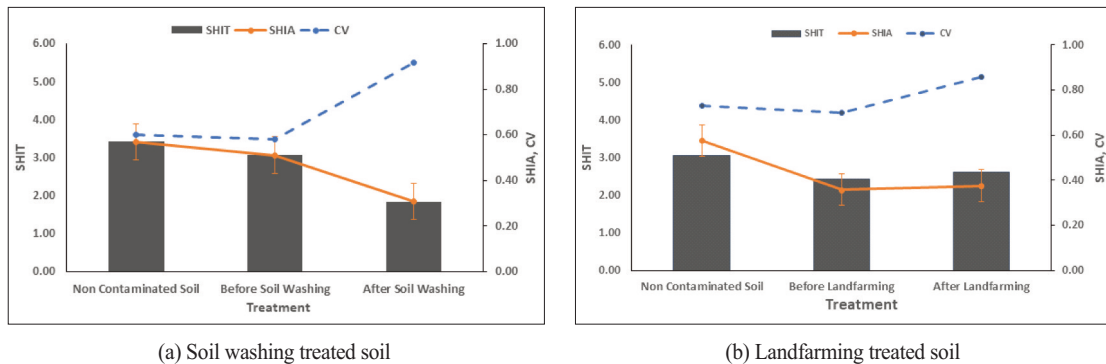 SHIT SHIA CV
6.00
5.00
4.00
3.00
2.00
1.00
0.00
SHIT
1.00
0.80
0.60
0.40
0.20
0.00
SHIA, CV
Non Contaminated Soil Before Soil Washing After Soil Washing
Treatment
(a) Soil washing treated soil
SHIT SHIA CV
6.00
5.00
4.00
3.00
2.00
1.00
0.00
SHIT
1.00
0.80
0.60
0.40
0.20
0.00
SHIA, CV
Non Contaminated Soil Before Landfarming After Landfarming
Treatment
(b) Landfarming treated soil